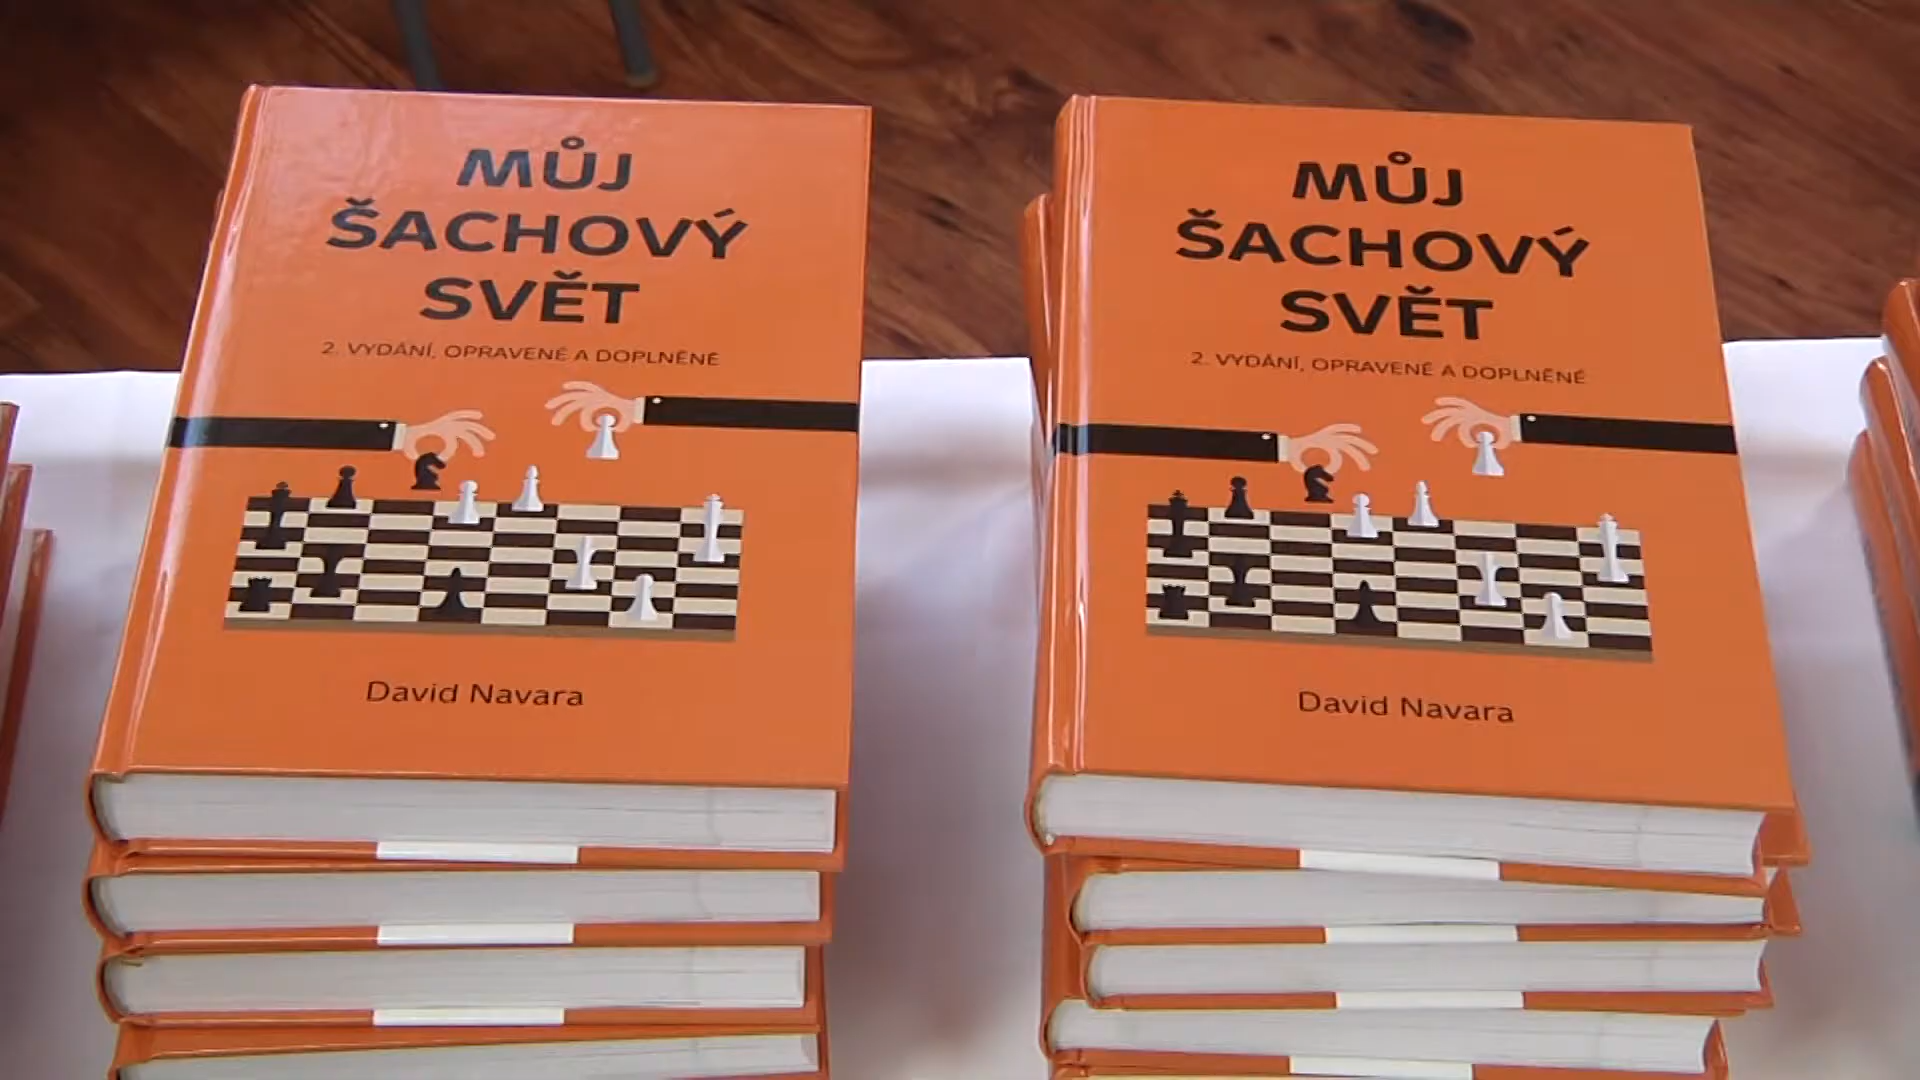 MŮJ
ŠACHOVÝ
SVĚT
2. VYDÁNÍ, OPRAVENÉ A DOPLNĚNÉ
David Navara
MŮJ
ŠACHOVÝ
SVĚT
2. VYDÁNÍ, OPRAVENÉ A DOPLNĚNÉ
David Navara